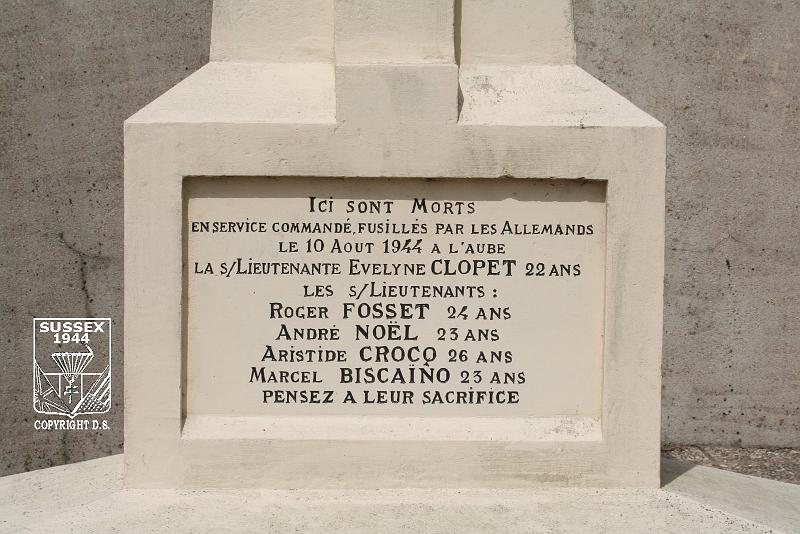 ICI SONT MORTS
EN SERVICE COMMANDÉ, FUSILLÉS PAR LES ALLEMANDS
LE 10 AOUT 1944 A L'AUBE
LA S/LIEUTENANTE EVELYNE CLOPET 22 ANS
LES S/LIEUTENANTS :
ROGER FOSSET 24 ANS
ANDRÉ NOËL 23 ANS
ARISTIDE CROCQ 26 ANS
MARCEL BISCAÏNO 23 ANS
PENSEZ A LEUR SACRIFICE
SUSSEX
1944
COPYRIGHT D.S.